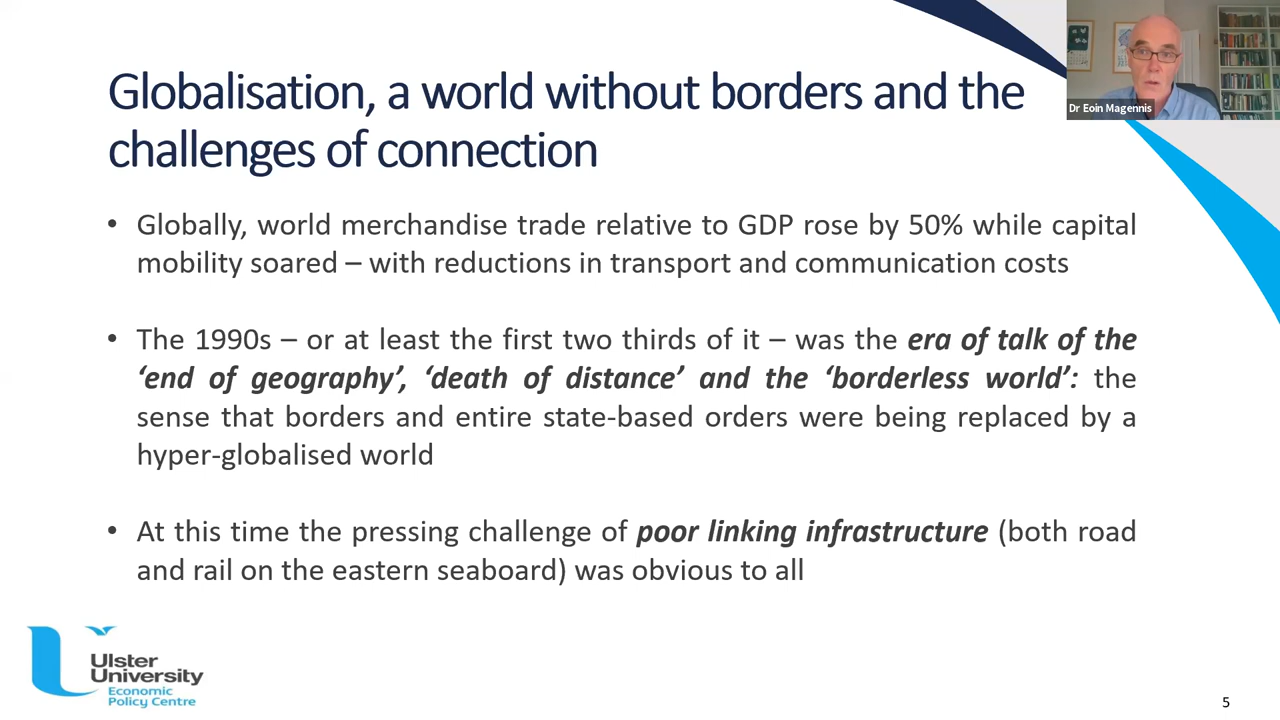 Globalisation, a world without borders and the
challenges of connection
Dr Eoin Magennis
• Globally, world merchandise trade relative to GDP rose by 50% while capital
mobility soared – with reductions in transport and communication costs
• The 1990s – or at least the first two thirds of it – was the era of talk of the
‘end of geography’, ‘death of distance’ and the ‘borderless world’: the
sense that borders and entire state-based orders were being replaced by a
hyper-globalised world
• At this time the pressing challenge of poor linking infrastructure (both road
and rail on the eastern seaboard) was obvious to all
Ulster
University
Economic
Policy Centre
5